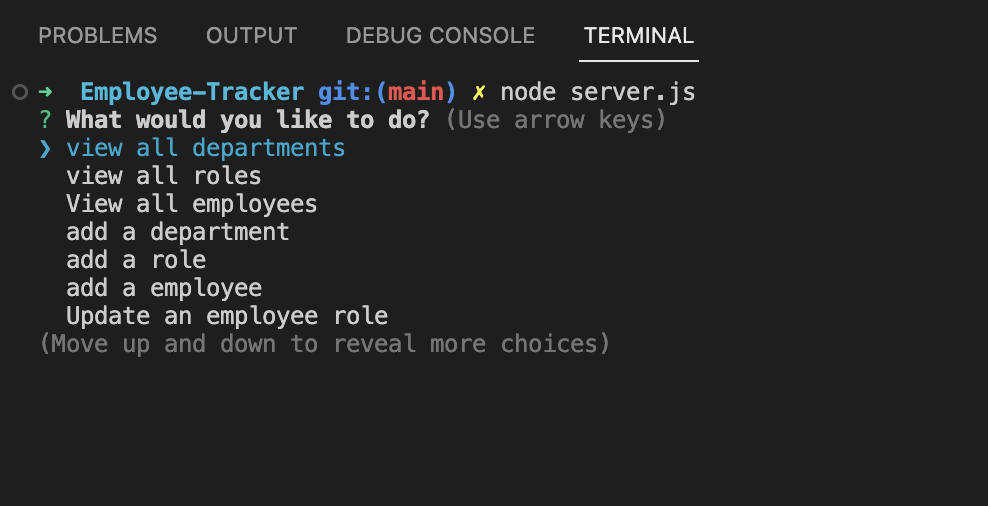 PROBLEMS OUTPUT DEBUG CONSOLE TERMINAL
➜ Employee-Tracker git:(main) ✗ node server.js
? What would you like to do? (Use arrow keys)
❯ view all departments
view all roles
View all employees
add a department
add a role
add a employee
Update an employee role
(Move up and down to reveal more choices)